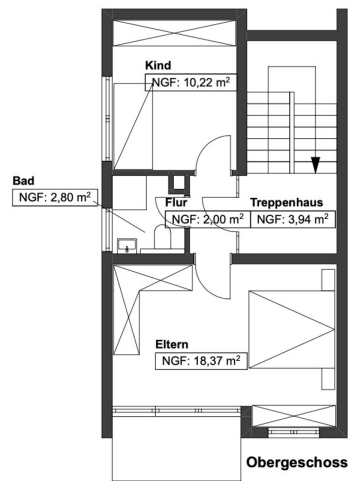 Kind
NGF: 10,22 m²
Bad
NGF: 2,80 m²
Flur
NGF: 2,00 m²
Treppenhaus
NGF: 3,94 m²
Eltern
NGF: 18,37 m²
Obergeschoss